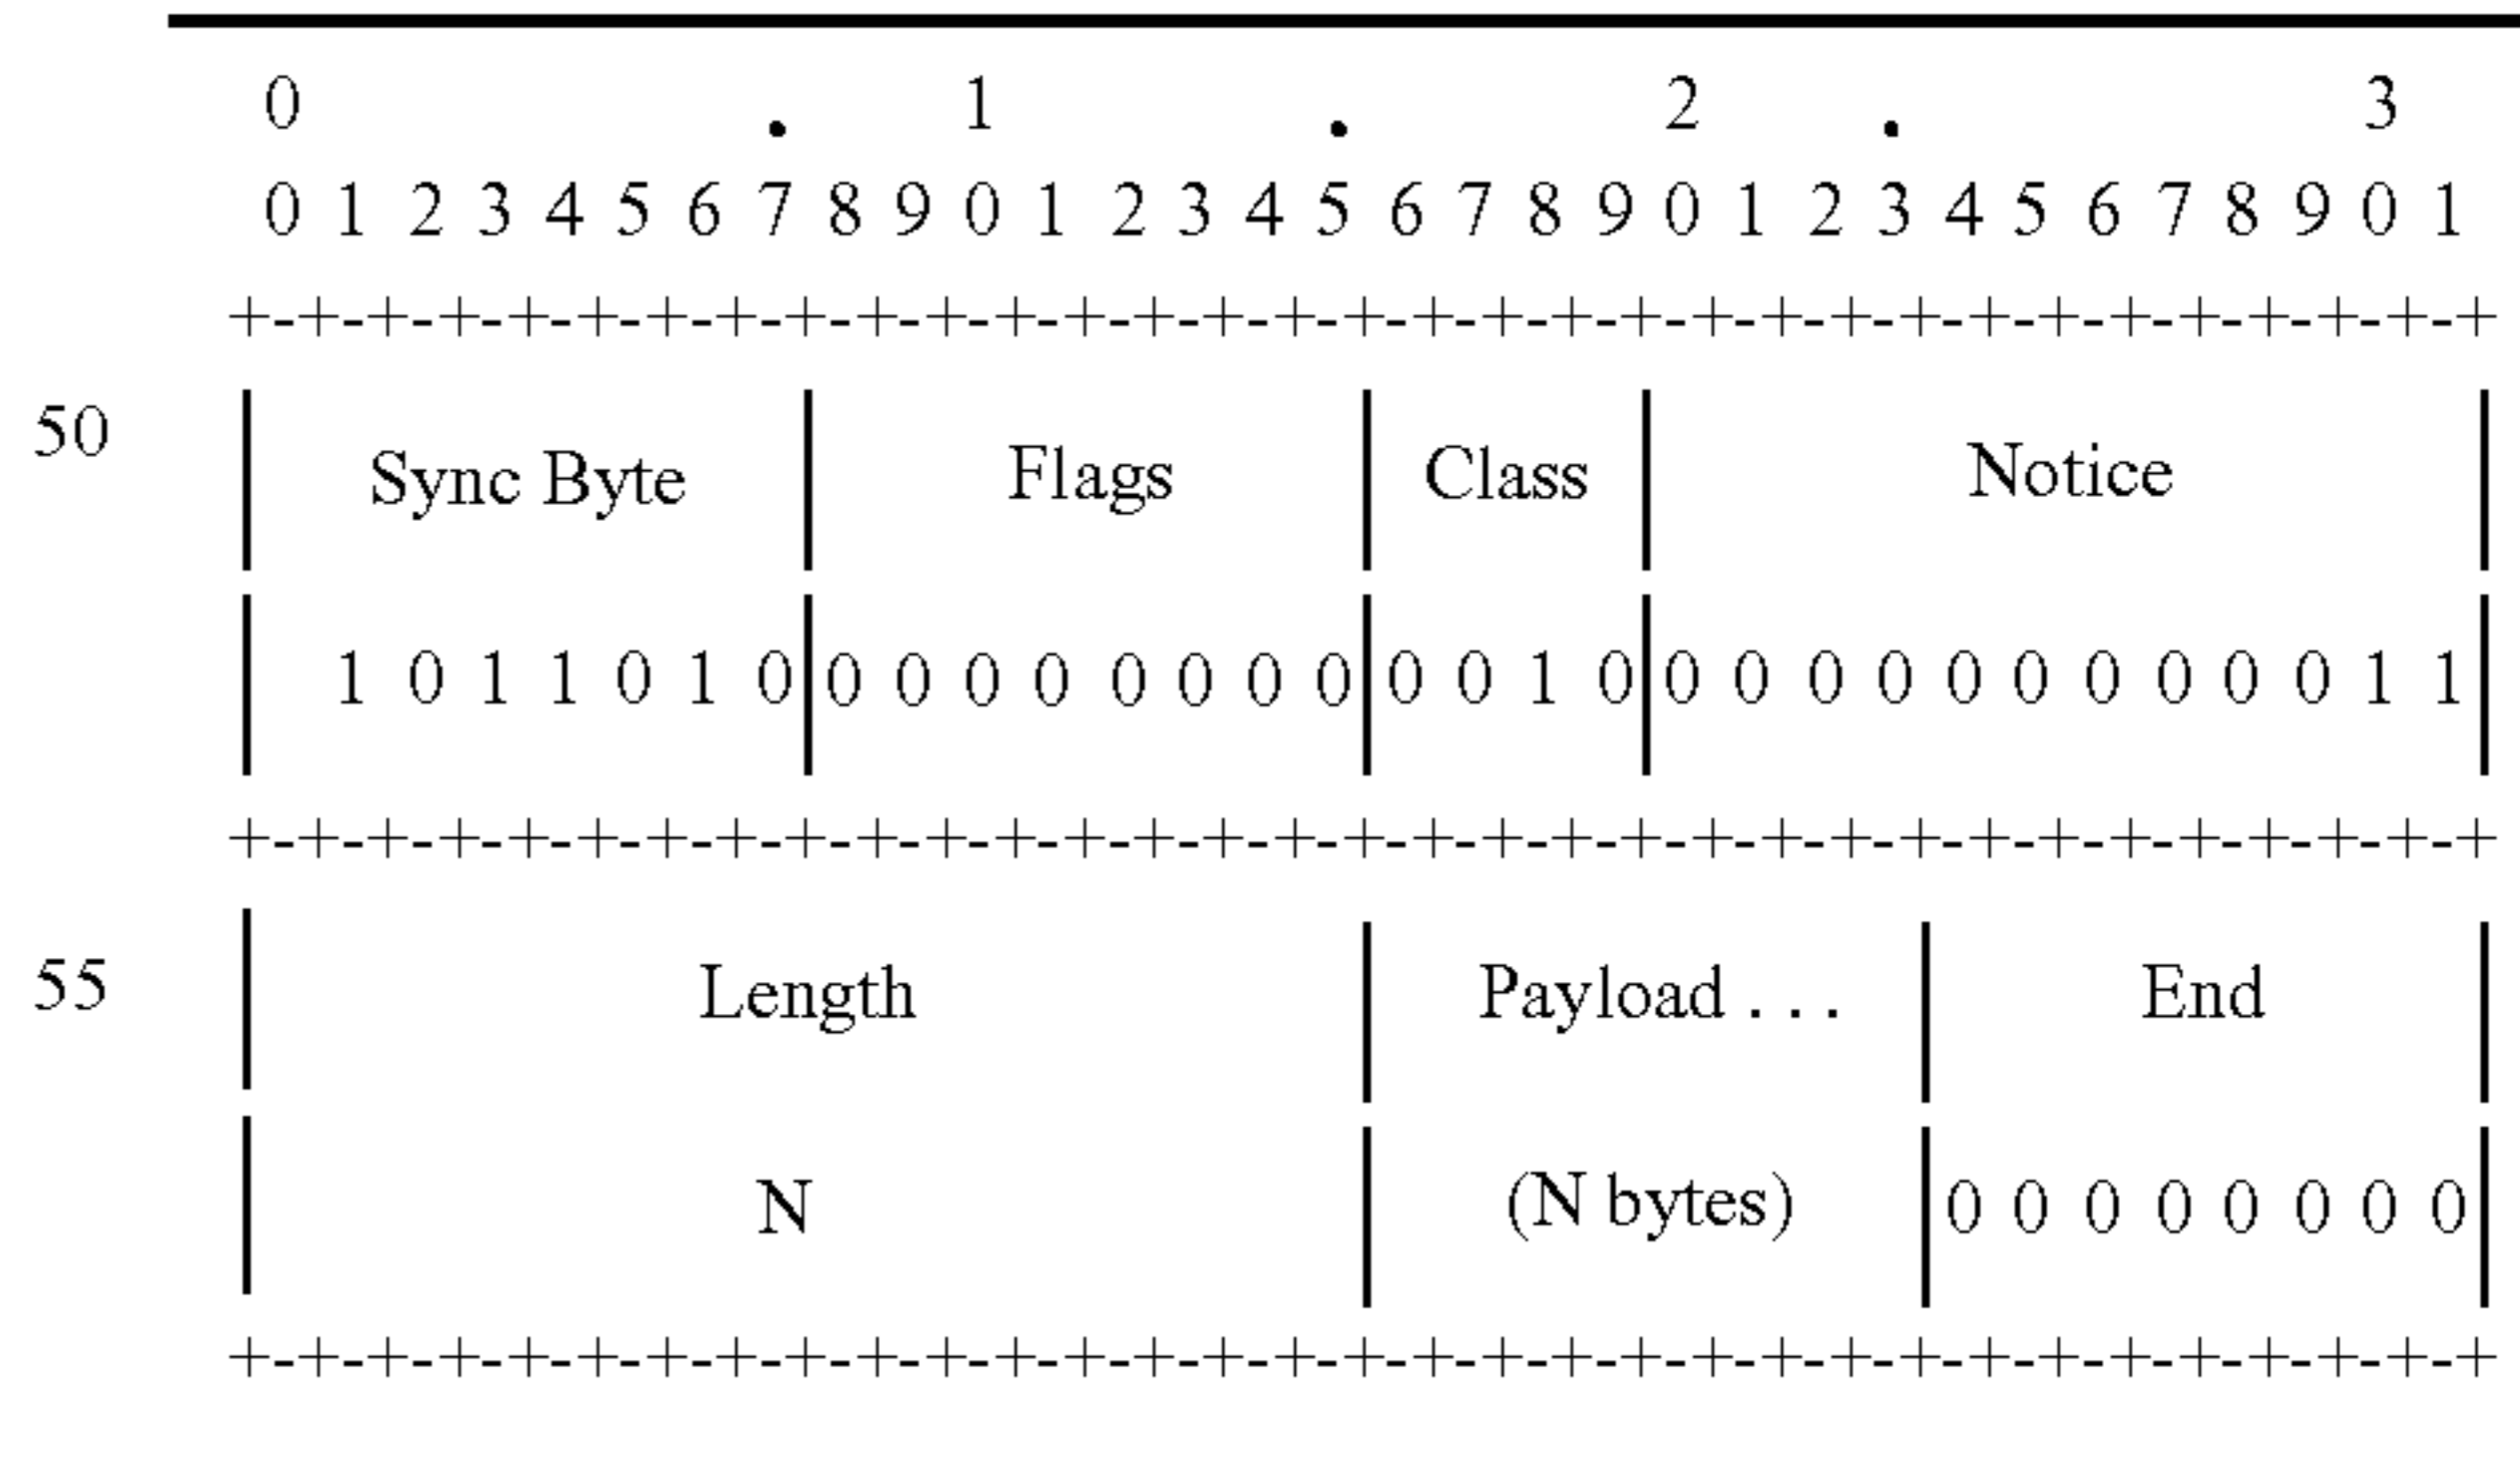 0 . 1 . 2 . 3
0 1 2 3 4 5 6 7 8 9 0 1 2 3 4 5 6 7 8 9 0 1 2 3 4 5 6 7 8 9 0 1
+-+-+-+-+-+-+-+-+-+-+-+-+-+-+-+-+-+-+-+-+-+-+-+-+-+-+-+-+-+-+-+-+
50 | Sync Byte | Flags | Class | Notice |
| 1 0 1 1 0 1 0 | 0 0 0 0 0 0 0 0 | 0 0 1 0 | 0 0 0 0 0 0 0 0 0 0 1 1 |
+-+-+-+-+-+-+-+-+-+-+-+-+-+-+-+-+-+-+-+-+-+-+-+-+-+-+-+-+-+-+-+-+
55 | Length | Payload . . . | End |
| N | (N bytes) | 0 0 0 0 0 0 0 0 |
+-+-+-+-+-+-+-+-+-+-+-+-+-+-+-+-+-+-+-+-+-+-+-+-+-+-+-+-+-+-+-+-+